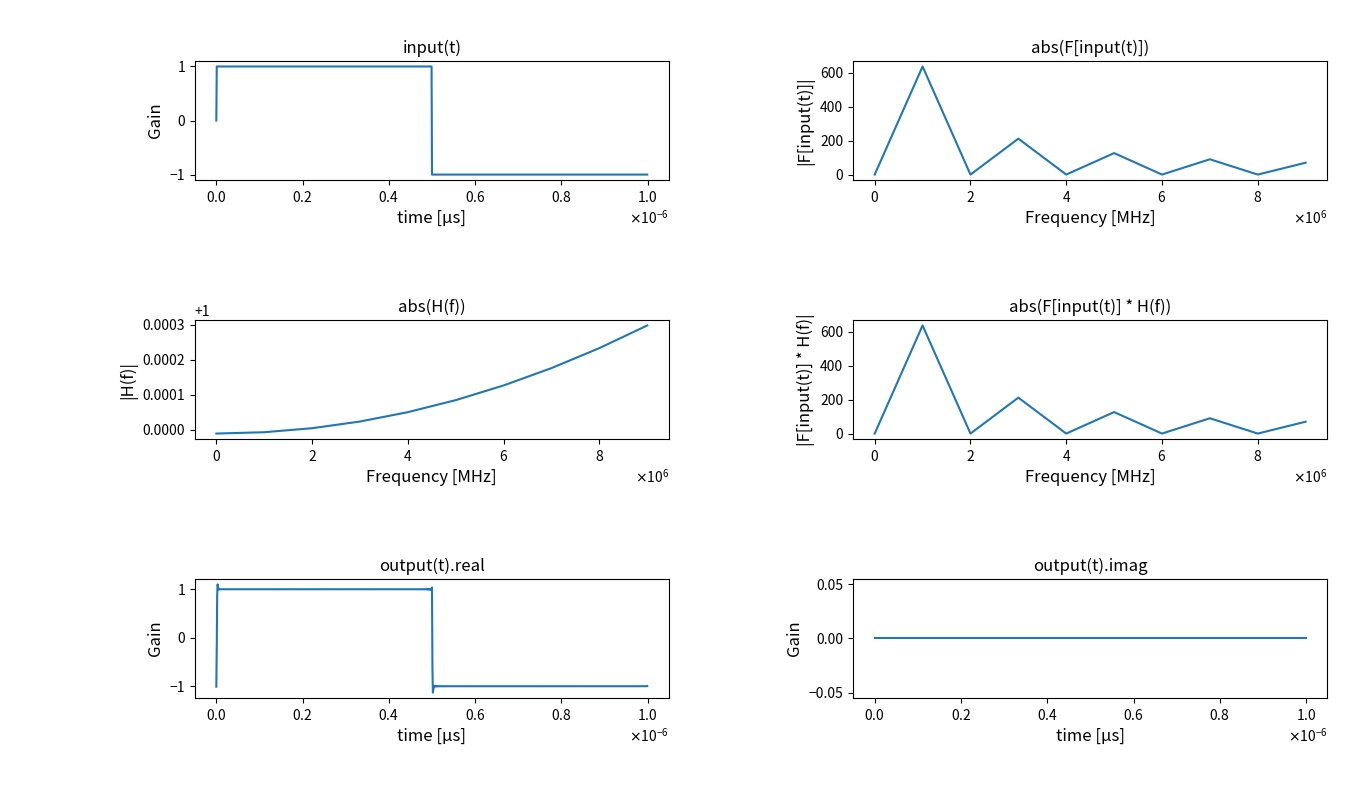 input(t)
Gain
1
0
−1
0.0 0.2 0.4 0.6 0.8 1.0
time [μs]
×10⁻⁶
abs(F[input(t)])
|F[input(t)]|
600
400
200
0
0 2 4 6 8
Frequency [MHz]
×10⁶
abs(H(f))
+1
|H(f)|
0.0003
0.0002
0.0001
0.0000
0 2 4 6 8
Frequency [MHz]
×10⁶
abs(F[input(t)] * H(f))
|F[input(t)] * H(f)|
600
400
200
0
0 2 4 6 8
Frequency [MHz]
×10⁶
output(t).real
Gain
1
0
−1
0.0 0.2 0.4 0.6 0.8 1.0
time [μs]
×10⁻⁶
output(t).imag
Gain
0.05
0.00
−0.05
0.0 0.2 0.4 0.6 0.8 1.0
time [μs]
×10⁻⁶